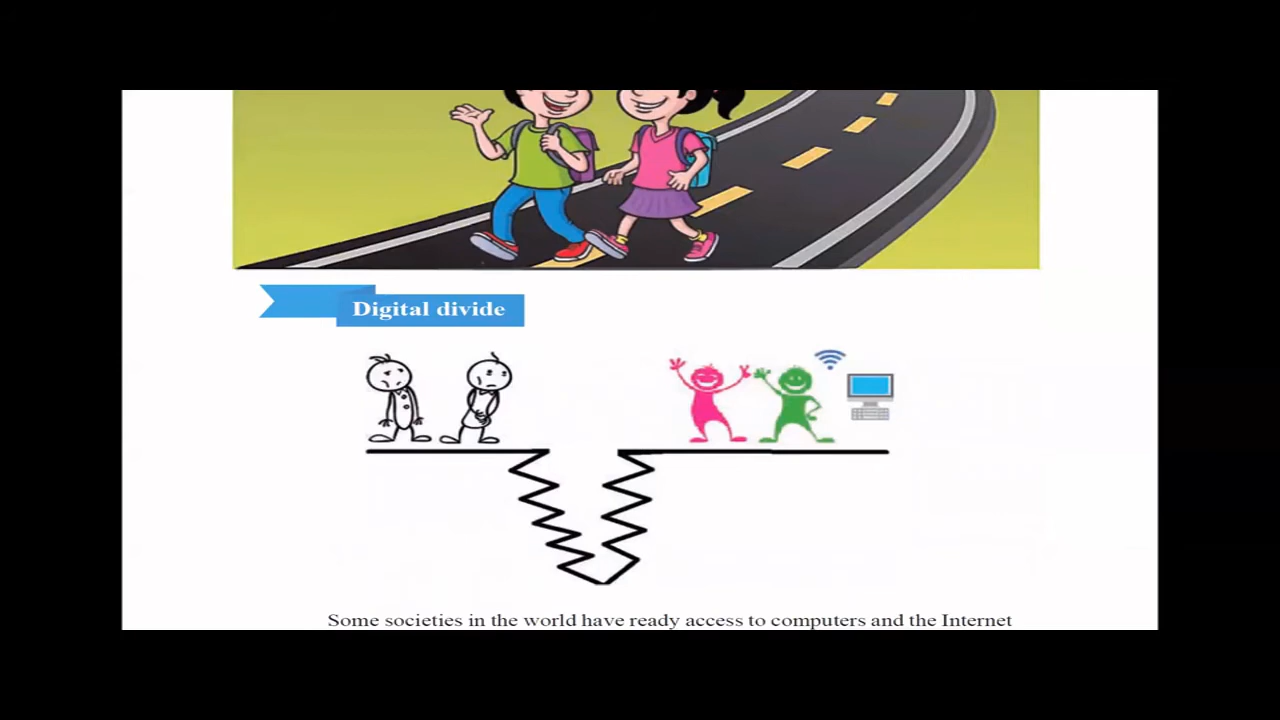 Digital divide
Some societies in the world have ready access to computers and the Internet